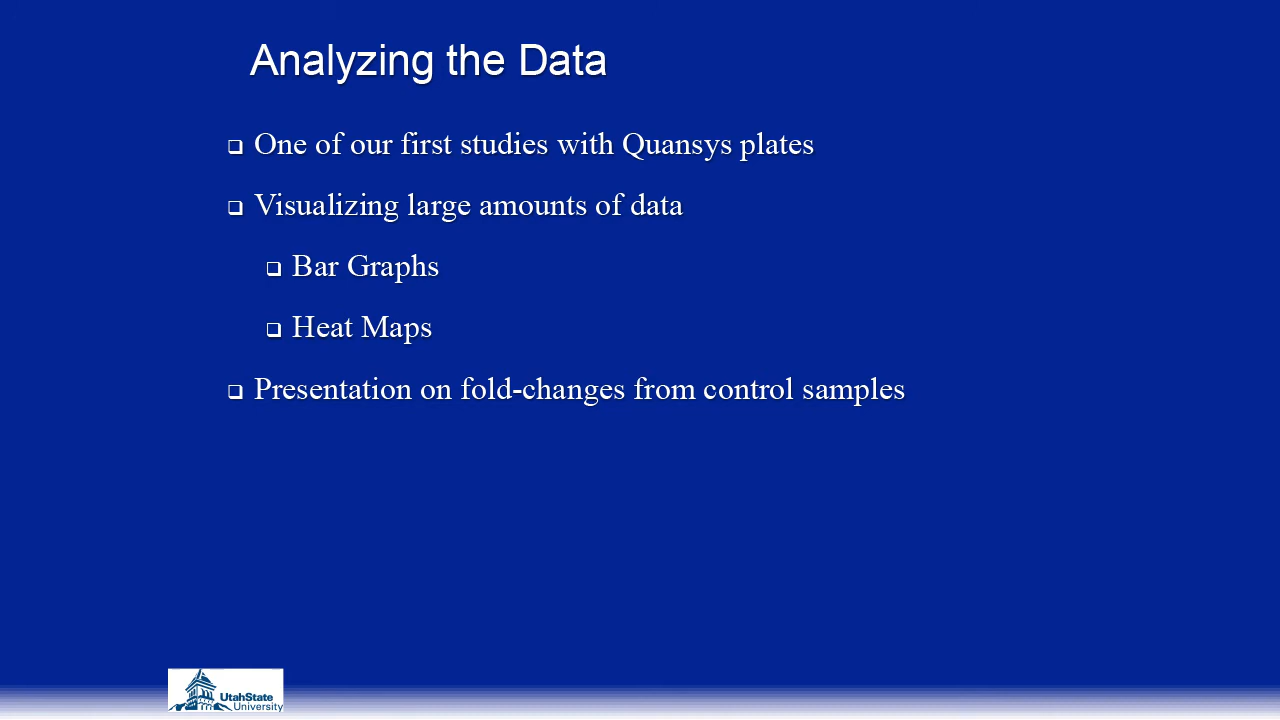 Analyzing the Data
One of our first studies with Quansys plates
Visualizing large amounts of data
Bar Graphs
Heat Maps
Presentation on fold-changes from control samples
UtahState
University